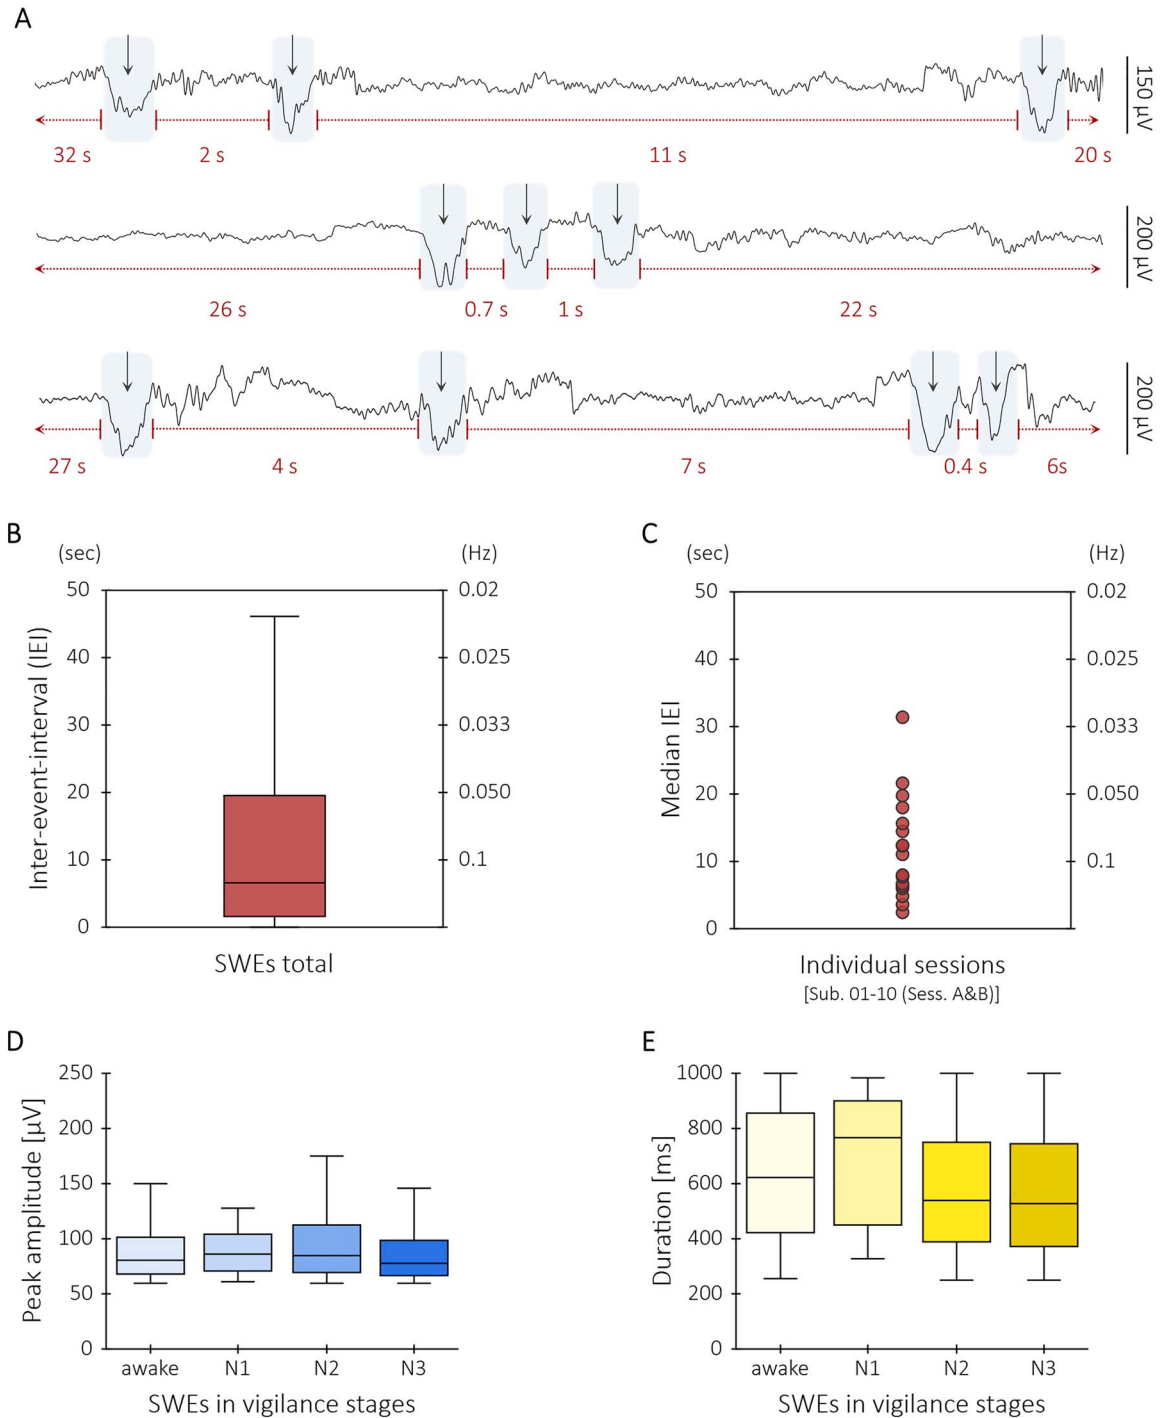 A
150 µV
32 s 2 s 11 s 20 s
200 µV
26 s 0.7 s 1 s 22 s
200 µV
27 s 4 s 7 s 0.4 s 6s
B
(sec) (Hz)
Inter-event-interval (IEI)
50 0.02
40 0.025
30 0.033
20 0.050
10 0.1
0
SWEs total
C
(sec) (Hz)
Median IEI
50 0.02
40 0.025
30 0.033
20 0.050
10 0.1
0
Individual sessions
[Sub. 01-10 (Sess. A&B)]
D
Peak amplitude [µV]
250
200
150
100
50
0
awake N1 N2 N3
SWEs in vigilance stages
E
Duration [ms]
1000
800
600
400
200
0
awake N1 N2 N3
SWEs in vigilance stages